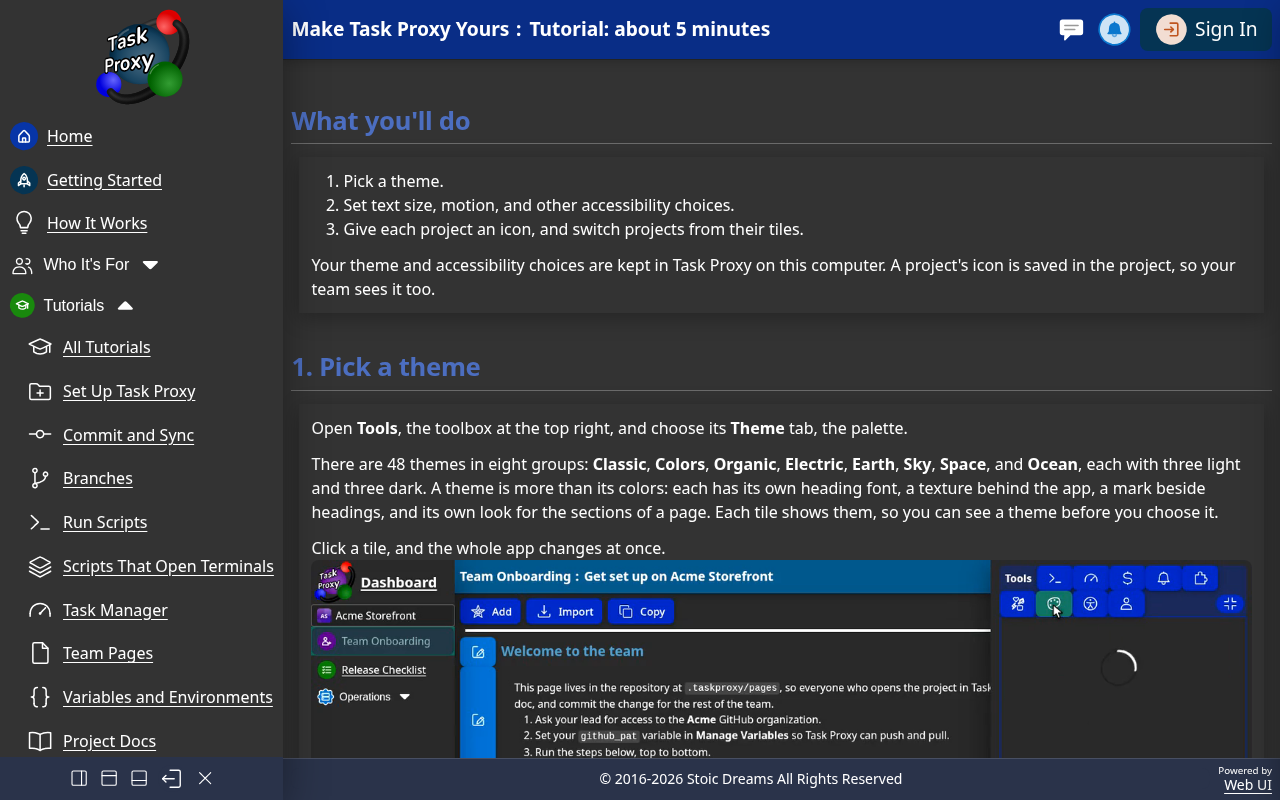 Task
Proxy
Home
Getting Started
How It Works
Who It's For
Tutorials
All Tutorials
Set Up Task Proxy
Commit and Sync
Branches
Run Scripts
Scripts That Open Terminals
Task Manager
Team Pages
Variables and Environments
Project Docs
Make Task Proxy Yours : Tutorial: about 5 minutes
Sign In
What you'll do
1. Pick a theme.
2. Set text size, motion, and other accessibility choices.
3. Give each project an icon, and switch projects from their tiles.
Your theme and accessibility choices are kept in Task Proxy on this computer. A project's icon is saved in the project, so your
team sees it too.
1. Pick a theme
Open Tools, the toolbox at the top right, and choose its Theme tab, the palette.
There are 48 themes in eight groups: Classic, Colors, Organic, Electric, Earth, Sky, Space, and Ocean, each with three light
and three dark. A theme is more than its colors: each has its own heading font, a texture behind the app, a mark beside
headings, and its own look for the sections of a page. Each tile shows them, so you can see a theme before you choose it.
Click a tile, and the whole app changes at once.
Task
Proxy
Dashboard
AS Acme Storefront
Team Onboarding
Release Checklist
Operations
Team Onboarding : Get set up on Acme Storefront
Add
Import
Copy
Welcome to the team
This page lives in the repository at .taskproxy/pages, so everyone who opens the project in Task
doc, and commit the change for the rest of the team.
1. Ask your lead for access to the Acme GitHub organization.
2. Set your github_pat variable in Manage Variables so Task Proxy can push and pull.
3. Run the steps below, top to bottom.
Tools
© 2016-2026 Stoic Dreams All Rights Reserved
Powered by
Web UI